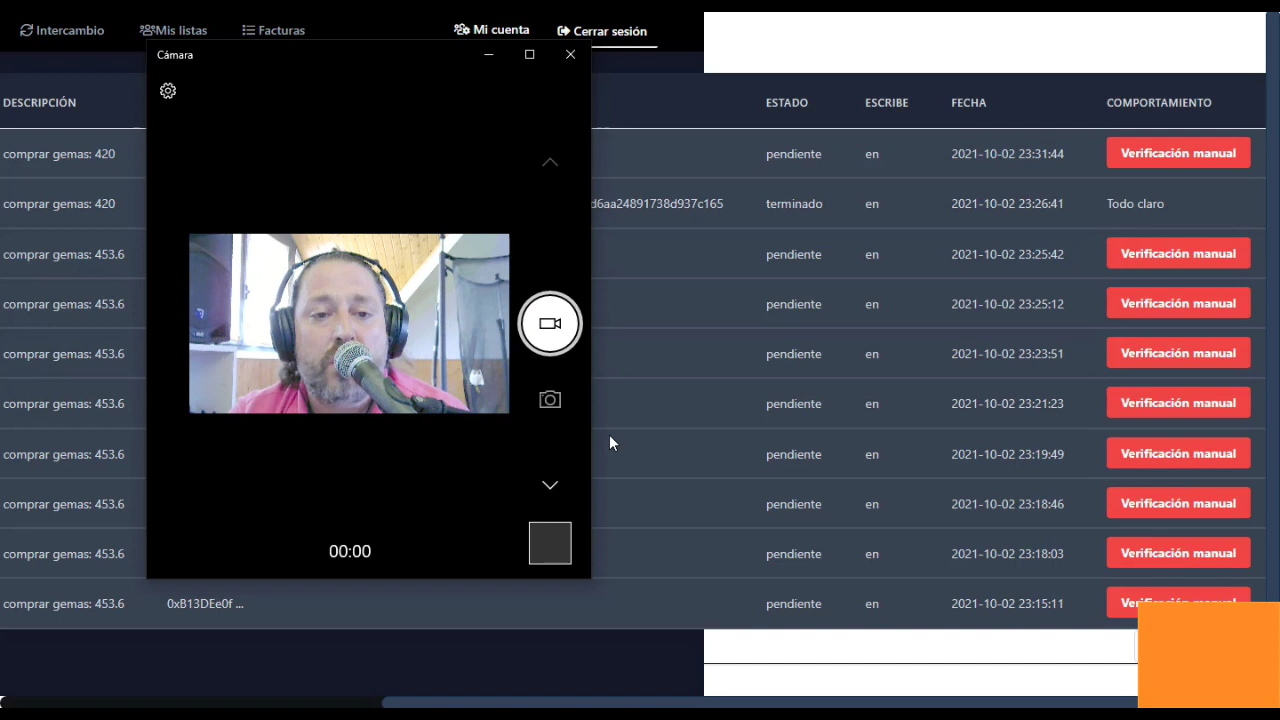 Intercambio Mis listas Facturas Mi cuenta Cerrar sesión
Cámara
DESCRIPCIÓN ESTADO ESCRIBE FECHA COMPORTAMIENTO
comprar gemas: 420 pendiente en 2021-10-02 23:31:44 Verificación manual
comprar gemas: 420 d6aa24891738d937c165 terminado en 2021-10-02 23:26:41 Todo claro
comprar gemas: 453.6 pendiente en 2021-10-02 23:25:42 Verificación manual
comprar gemas: 453.6 pendiente en 2021-10-02 23:25:12 Verificación manual
comprar gemas: 453.6 pendiente en 2021-10-02 23:23:51 Verificación manual
comprar gemas: 453.6 pendiente en 2021-10-02 23:21:23 Verificación manual
comprar gemas: 453.6 pendiente en 2021-10-02 23:19:49 Verificación manual
comprar gemas: 453.6 pendiente en 2021-10-02 23:18:46 Verificación manual
comprar gemas: 453.6 pendiente en 2021-10-02 23:18:03 Verificación manual
00:00
comprar gemas: 453.6 0xB13DEe0f ... pendiente en 2021-10-02 23:15:11 Verificación manual